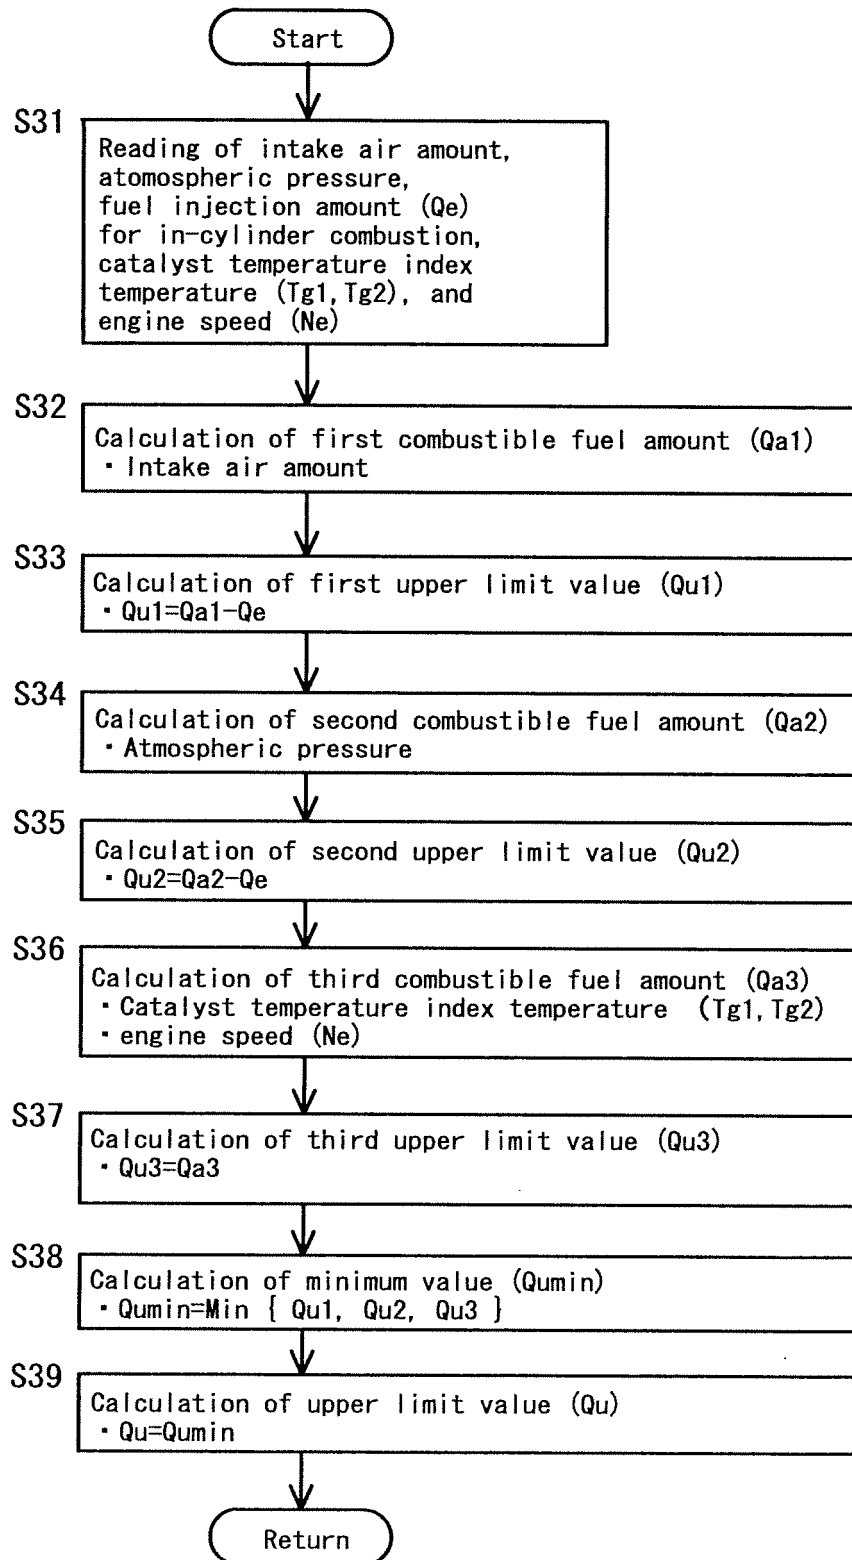 Start
S31
Reading of intake air amount,
atomospheric pressure,
fuel injection amount (Qe)
for in-cylinder combustion,
catalyst temperature index
temperature (Tg1, Tg2), and
engine speed (Ne)
S32
Calculation of first combustible fuel amount (Qa1)
・Intake air amount
S33
Calculation of first upper limit value (Qu1)
・Qu1=Qa1-Qe
S34
Calculation of second combustible fuel amount (Qa2)
・Atmospheric pressure
S35
Calculation of second upper limit value (Qu2)
・Qu2=Qa2-Qe
S36
Calculation of third combustible fuel amount (Qa3)
・Catalyst temperature index temperature (Tg1, Tg2)
・engine speed (Ne)
S37
Calculation of third upper limit value (Qu3)
・Qu3=Qa3
S38
Calculation of minimum value (Qumin)
・Qumin=Min { Qu1, Qu2, Qu3 }
S39
Calculation of upper limit value (Qu)
・Qu=Qumin
Return